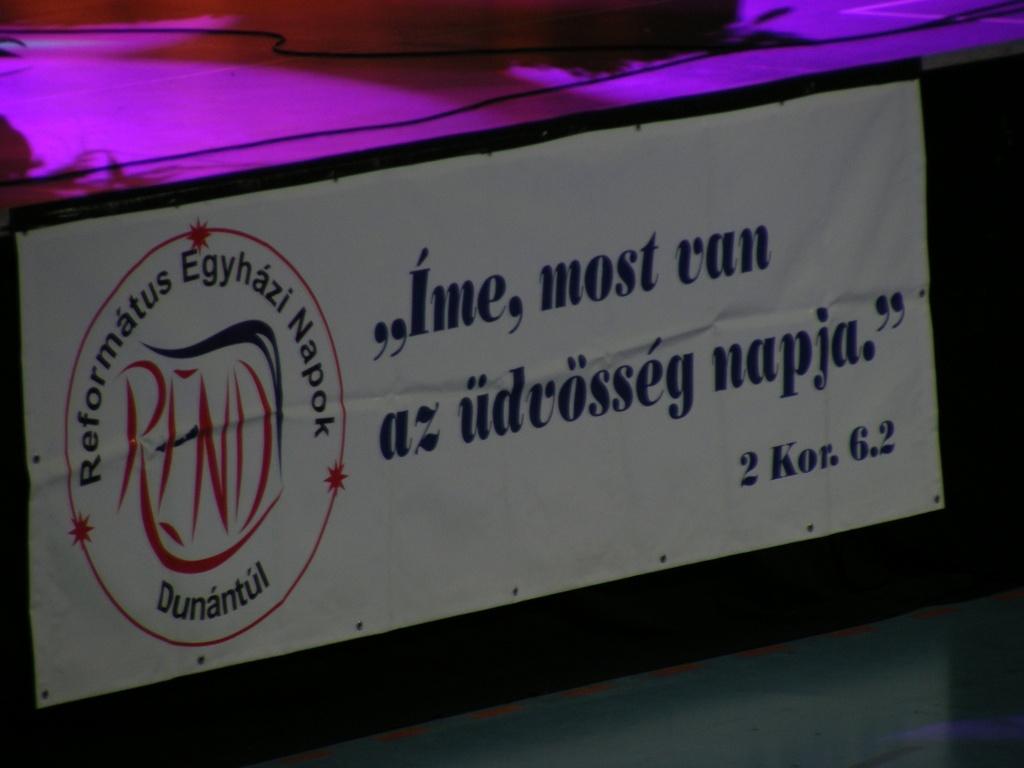 Református Egyházi Napok
REND
Dunántúl
„Íme, most van
az üdvösség napja.”
2 Kor. 6.2